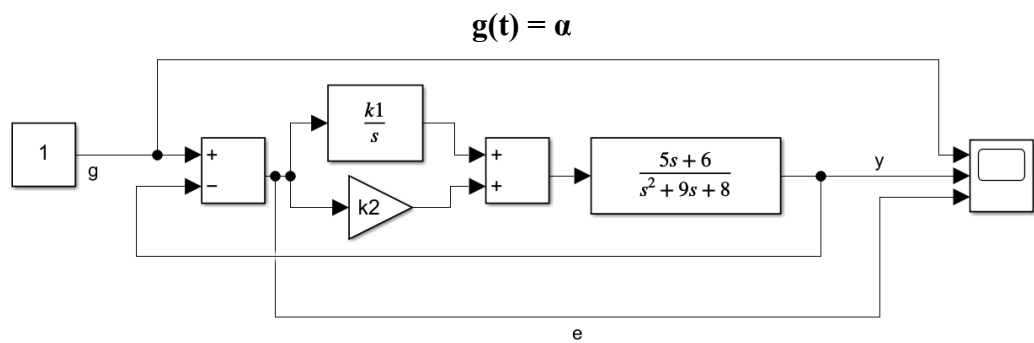 g(t) = α
1
g
+
−
k1
s
k2
+
+
5s + 6
s² + 9s + 8
y
e